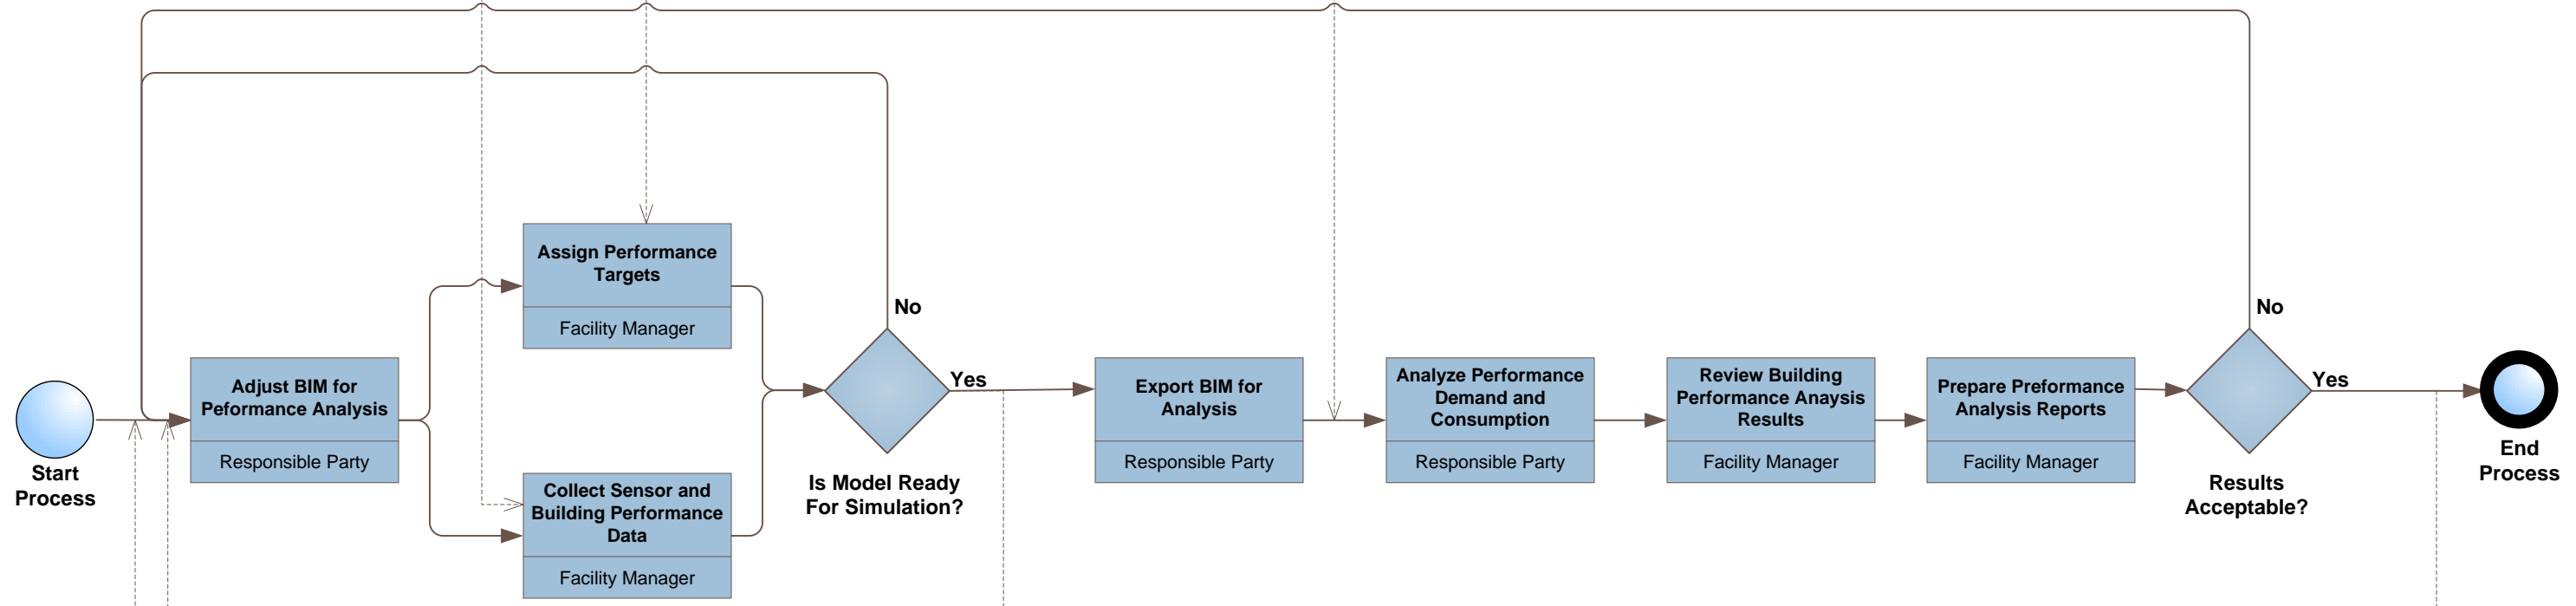 Start
Process
Adjust BIM for
Peformance Analysis
Responsible Party
Assign Performance
Targets
Facility Manager
Collect Sensor and
Building Performance
Data
Facility Manager
No
Yes
Is Model Ready
For Simulation?
Export BIM for
Analysis
Responsible Party
Analyze Performance
Demand and
Consumption
Responsible Party
Review Building
Performance Anaysis
Results
Facility Manager
Prepare Preformance
Analysis Reports
Facility Manager
No
Yes
Results
Acceptable?
End
Process